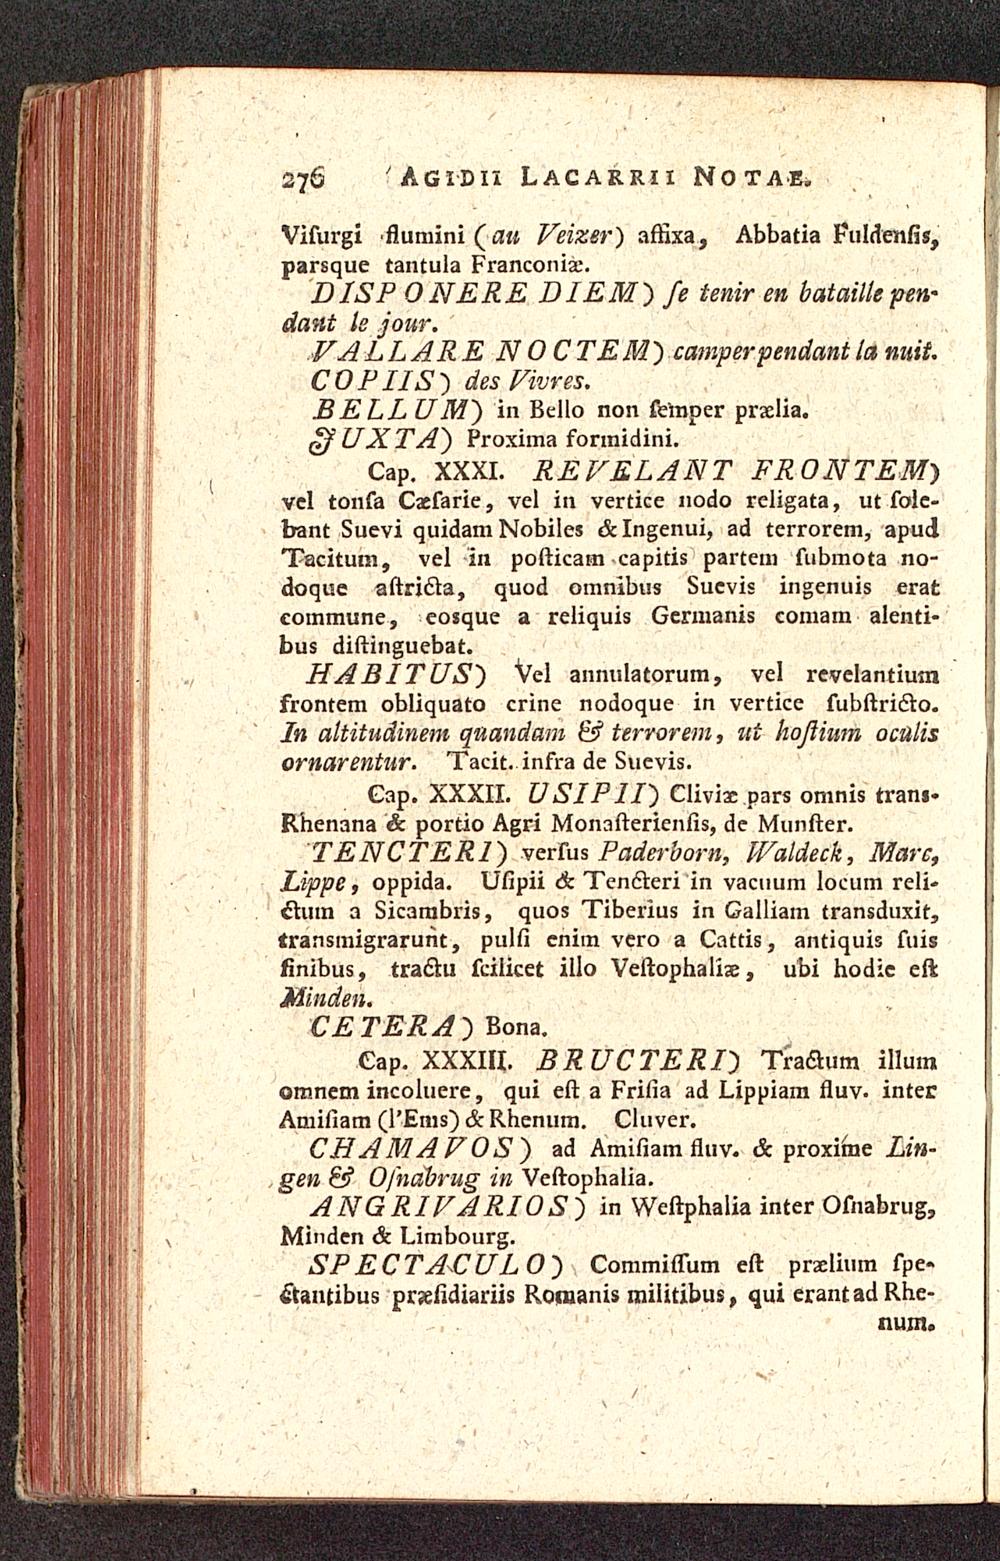 276 AGIDII LACARRII NOTAE.
Viſurgi flumini (au Veizer) affixa, Abbatia Fuldenſis,
parsque tantula Franconiæ.
DISPONERE DIEM) ſe tenir en bataille pen-
dant le jour.
VALLARE NOCTEM) camper pendant la nuit.
COPIIS) des Vivres.
BELLUM) in Bello non ſemper prælia.
JUXTA) Proxima formidini.
Cap. XXXI. REVELANT FRONTEM)
vel tonſa Cæſarie, vel in vertice nodo religata, ut ſole-
bant Suevi quidam Nobiles & Ingenui, ad terrorem, apud
Tacitum, vel in poſticam capitis partem ſubmota no-
doque aſtricta, quod omnibus Suevis ingenuis erat
commune, eosque a reliquis Germanis comam alenti-
bus diſtinguebat.
HABITUS) Vel annulatorum, vel revelantium
frontem obliquato crine nodoque in vertice ſubſtricto.
In altitudinem quandam & terrorem, ut hoſtium oculis
ornarentur. Tacit. infra de Suevis.
Cap. XXXII. USIPII) Cliviæ pars omnis trans-
Rhenana & portio Agri Monaſterienſis, de Munſter.
TENCTERI) verſus Paderborn, Waldeck, Marc,
Lippe, oppida. Uſipii & Tencteri in vacuum locum reli-
ctum a Sicambris, quos Tiberius in Galliam transduxit,
transmigrarunt, pulſi enim vero a Cattis, antiquis ſuis
finibus, tractu ſcilicet illo Veſtophaliæ, ubi hodie eſt
Minden.
CETERA) Bona.
Cap. XXXIII. BRUCTERI) Tractum illum
omnem incoluere, qui eſt a Friſia ad Lippiam fluv. inter
Amiſiam (l'Ems) & Rhenum. Cluver.
CHAMAVOS) ad Amiſiam fluv. & proxime Lin-
gen & Oſnabrug in Veſtophalia.
ANGRIVARIOS) in Weſtphalia inter Oſnabrug,
Minden & Limbourg.
SPECTACULO) Commiſſum eſt prælium ſpe-
ctantibus præſidiariis Romanis militibus, qui erant ad Rhe-
num.